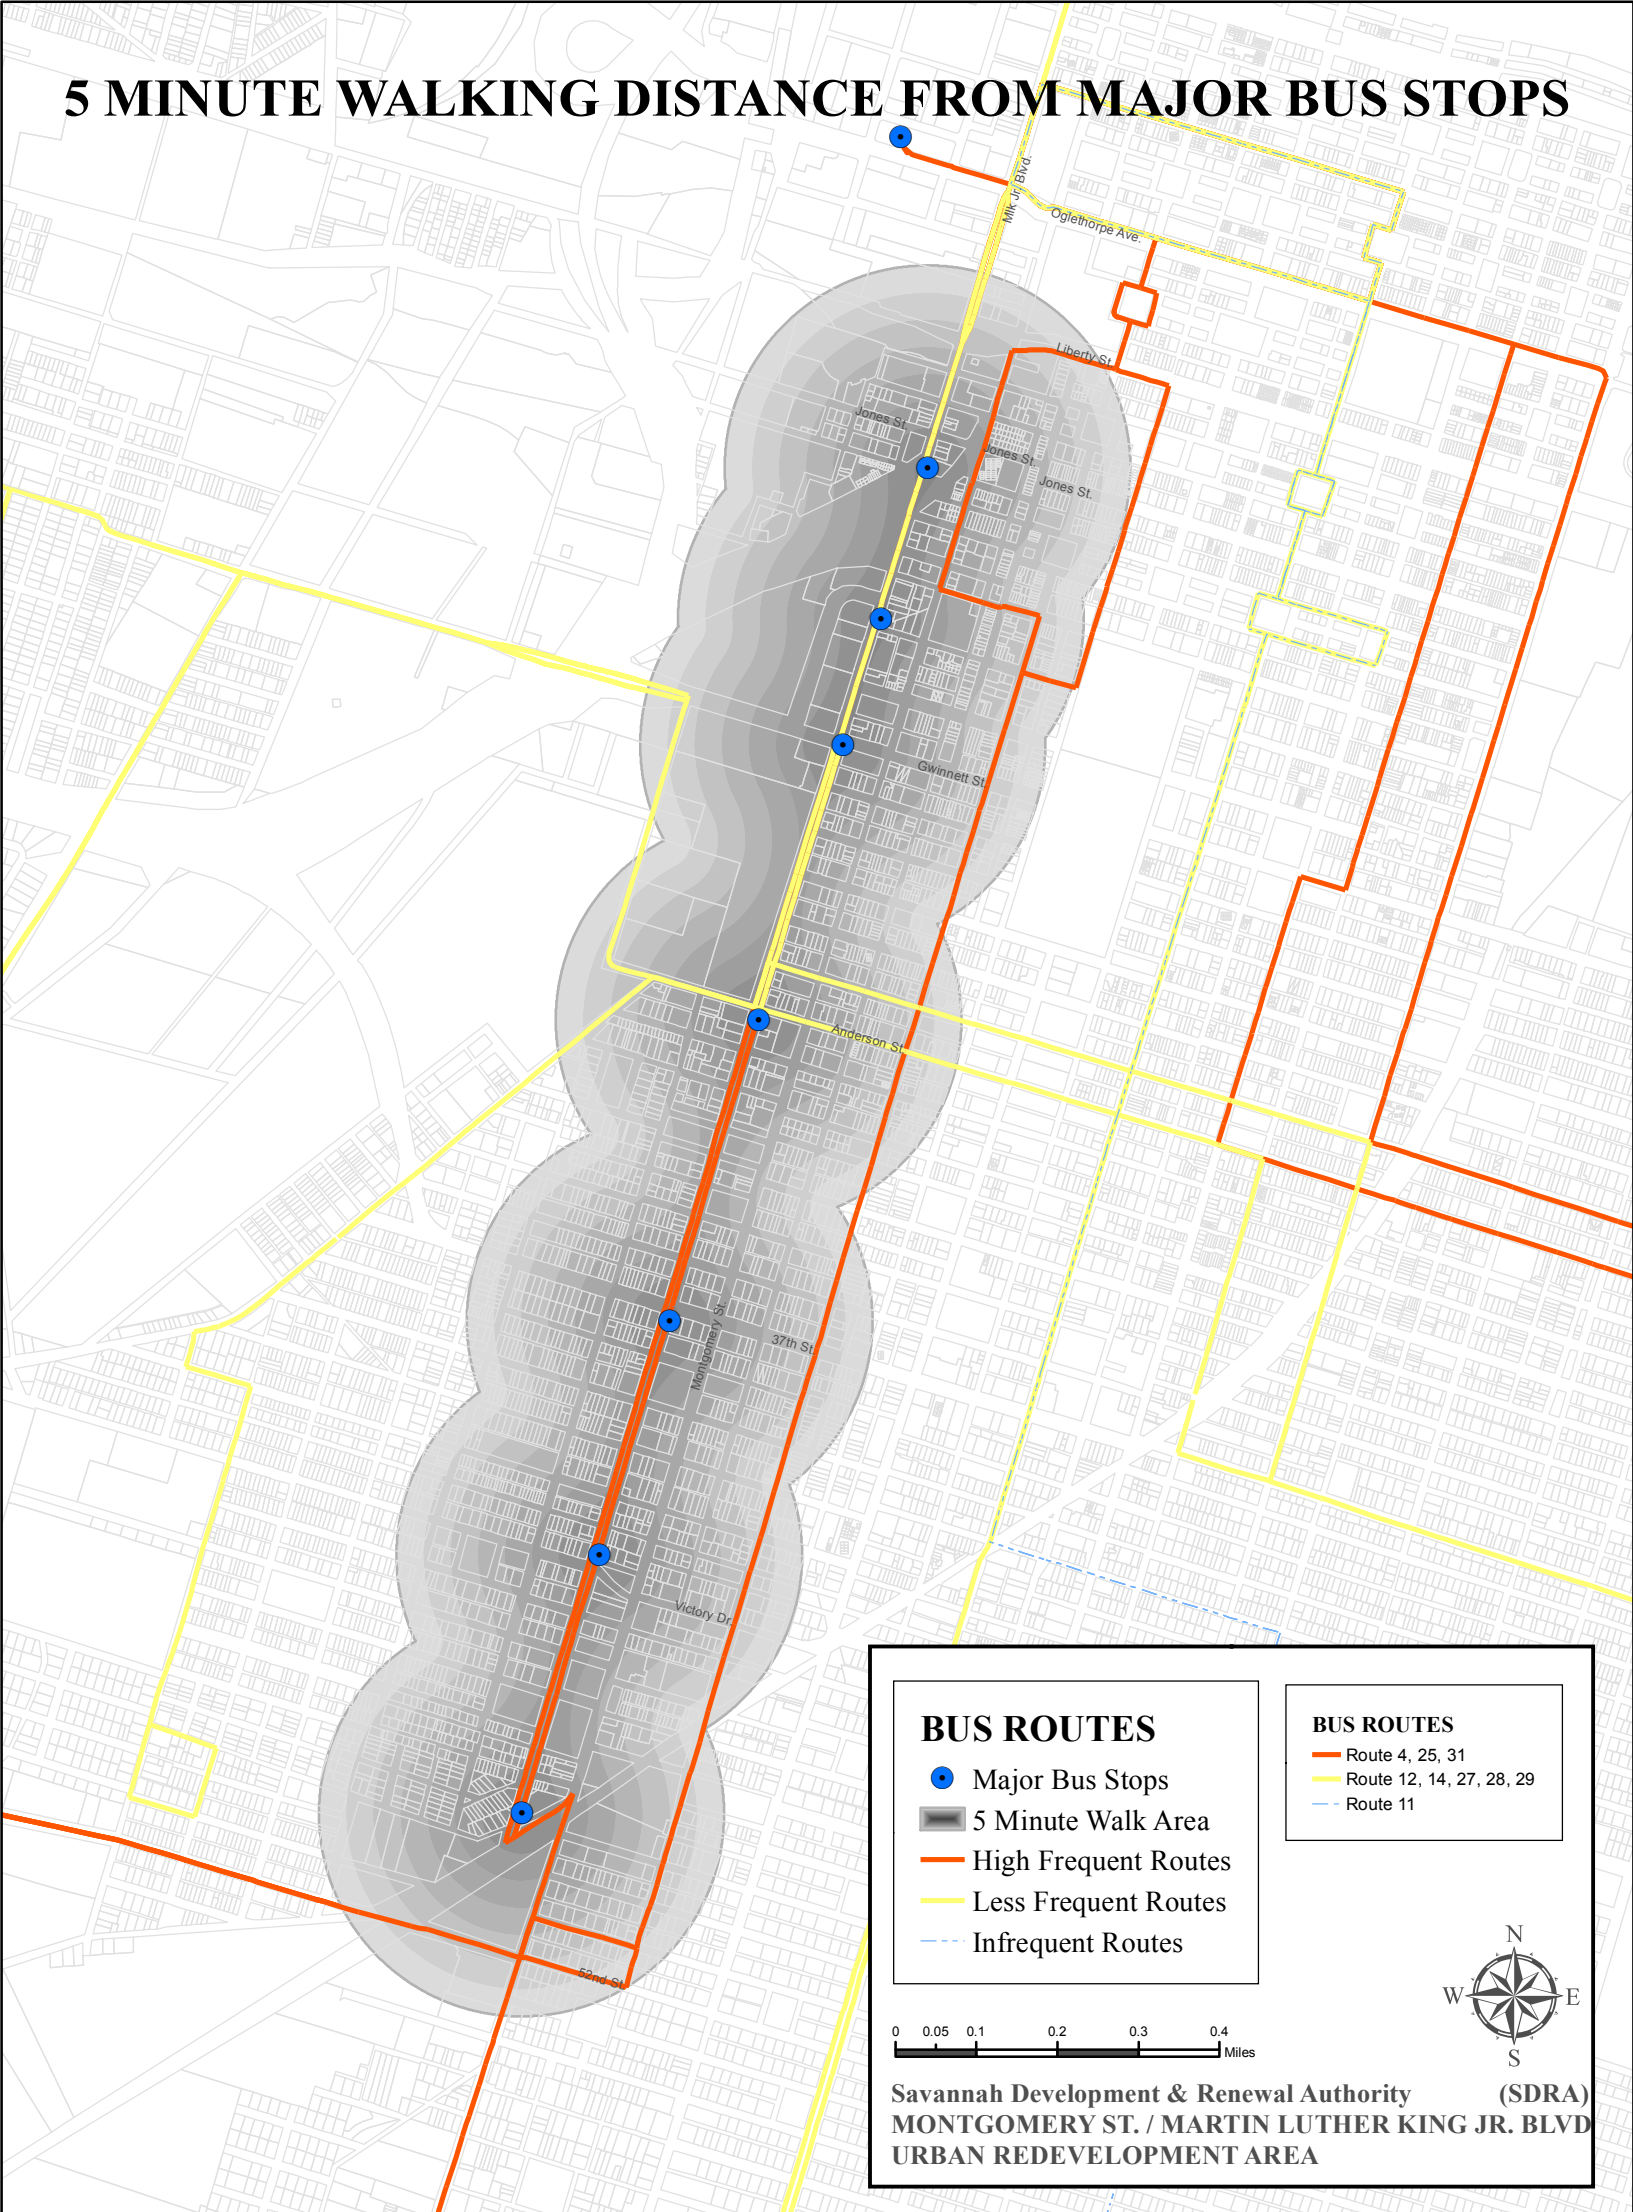 5 MINUTE WALKING DISTANCE FROM MAJOR BUS STOPS
Mlk Jr. Blvd.
Oglethorpe Ave.
Liberty St.
Jones St.
Jones St.
Jones St.
Gwinnett St.
Anderson St.
Montgomery St.
37th St.
Victory Dr.
52nd St.
BUS ROUTES
Major Bus Stops
5 Minute Walk Area
High Frequent Routes
Less Frequent Routes
Infrequent Routes
BUS ROUTES
Route 4, 25, 31
Route 12, 14, 27, 28, 29
Route 11
N
W E
S
0 0.05 0.1 0.2 0.3 0.4
Miles
Savannah Development & Renewal Authority (SDRA)
MONTGOMERY ST. / MARTIN LUTHER KING JR. BLVD
URBAN REDEVELOPMENT AREA